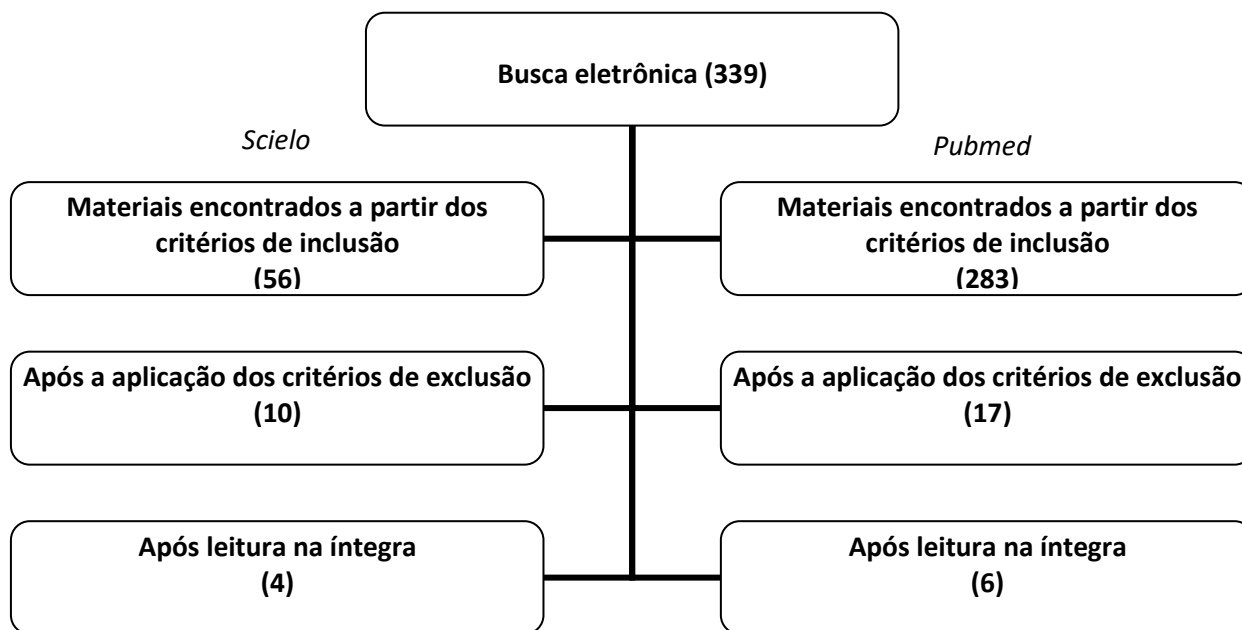 Busca eletrônica (339)
Scielo
Pubmed
Materiais encontrados a partir dos
critérios de inclusão
(56)
Materiais encontrados a partir dos
critérios de inclusão
(283)
Após a aplicação dos critérios de exclusão
(10)
Após a aplicação dos critérios de exclusão
(17)
Após leitura na íntegra
(4)
Após leitura na íntegra
(6)